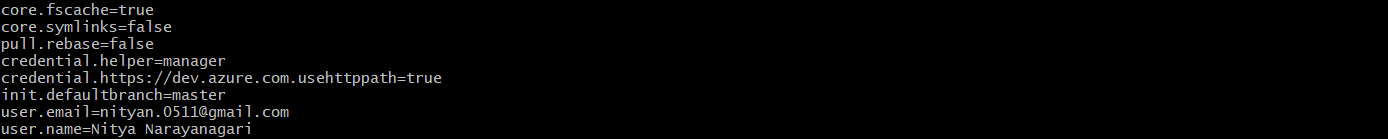 core.fscache=true
core.symlinks=false
pull.rebase=false
credential.helper=manager
credential.https://dev.azure.com.usehttppath=true
init.defaultbranch=master
user.email=nityan.0511@gmail.com
user.name=Nitya Narayanagari